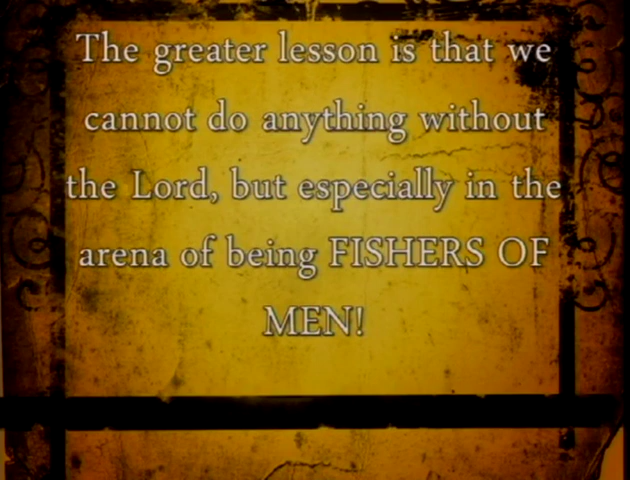 The greater lesson is that we
cannot do anything without
the Lord, but especially in the
arena of being FISHERS OF
MEN!